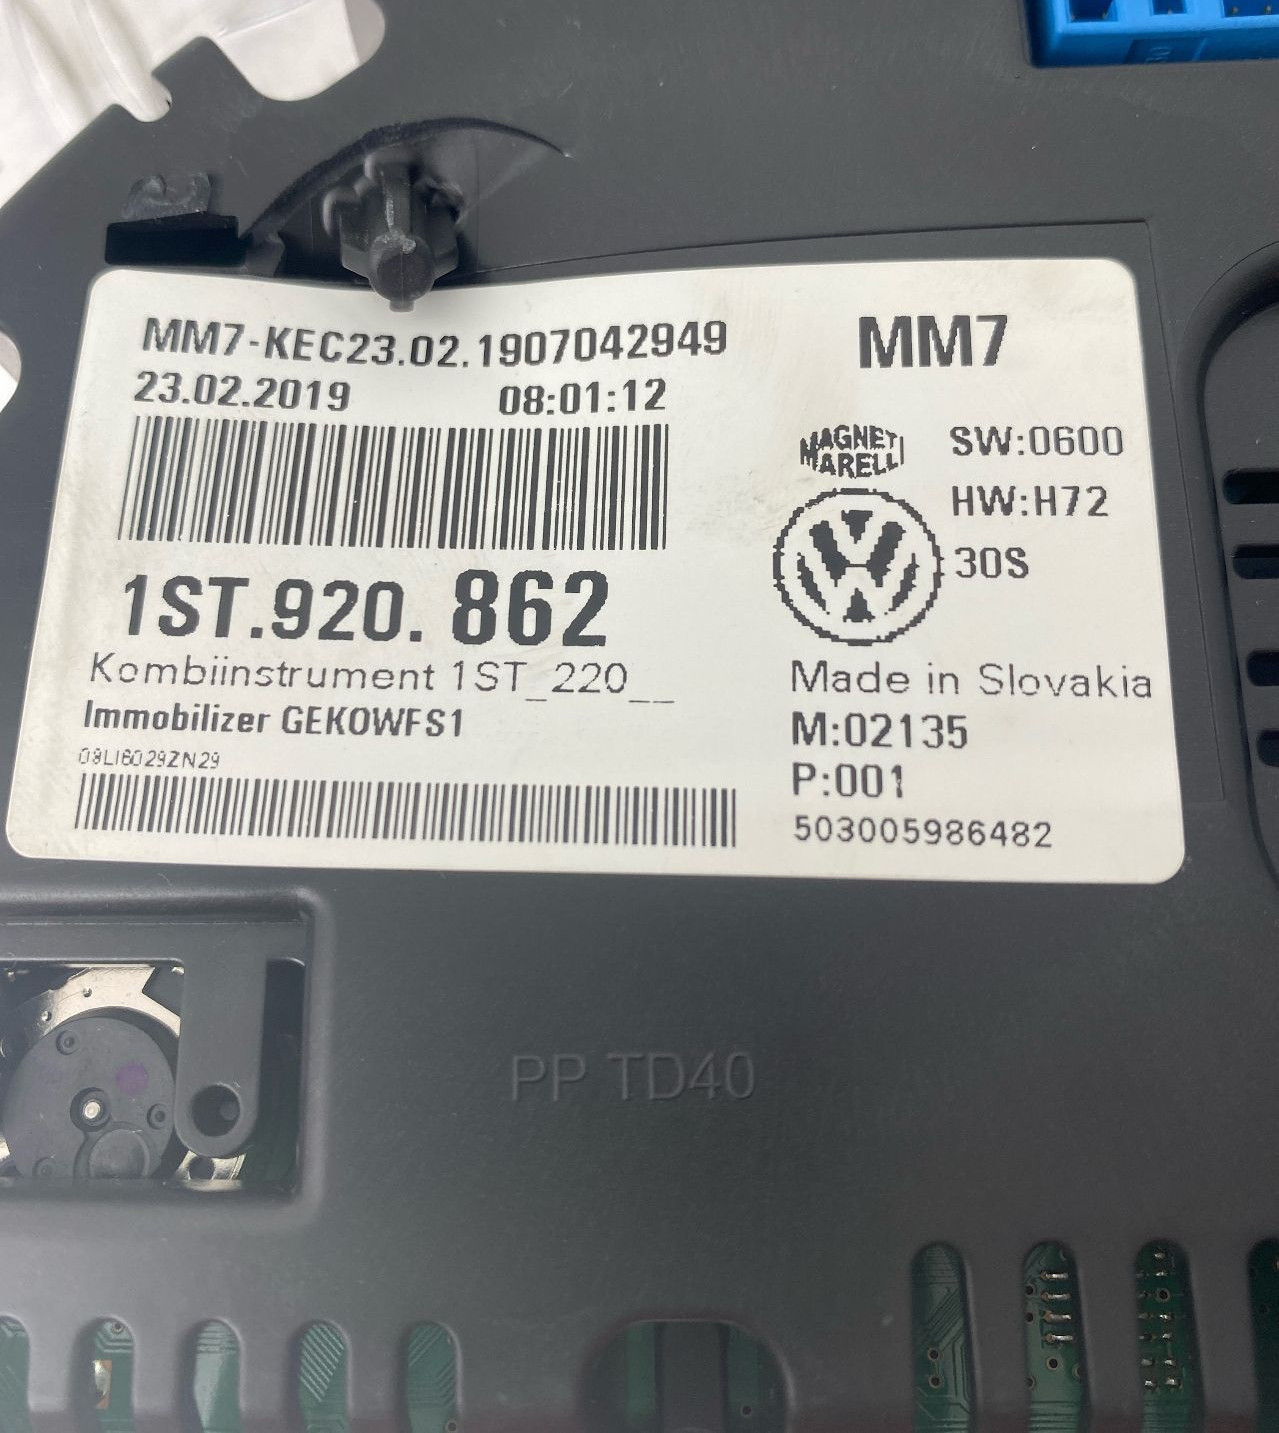 MM7-KEC23.02.1907042949
23.02.2019 08:01:12
1ST.920. 862
Kombiinstrument 1ST_220__
Immobilizer GEKOWFS1
09LI6029ZN29
MM7
MAGNETI
MARELLI
SW:0600
HW:H72
30S
Made in Slovakia
M:02135
P:001
503005986482
PP TD40